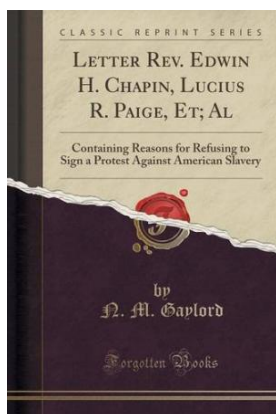 CLASSIC REPRINT SERIES
LETTER REV. EDWIN
H. CHAPIN, LUCIUS
R. PAIGE, ET; AL
Containing Reasons for Refusing to
Sign a Protest Against American Slavery
by
N. M. Gaylord
Forgotten Books